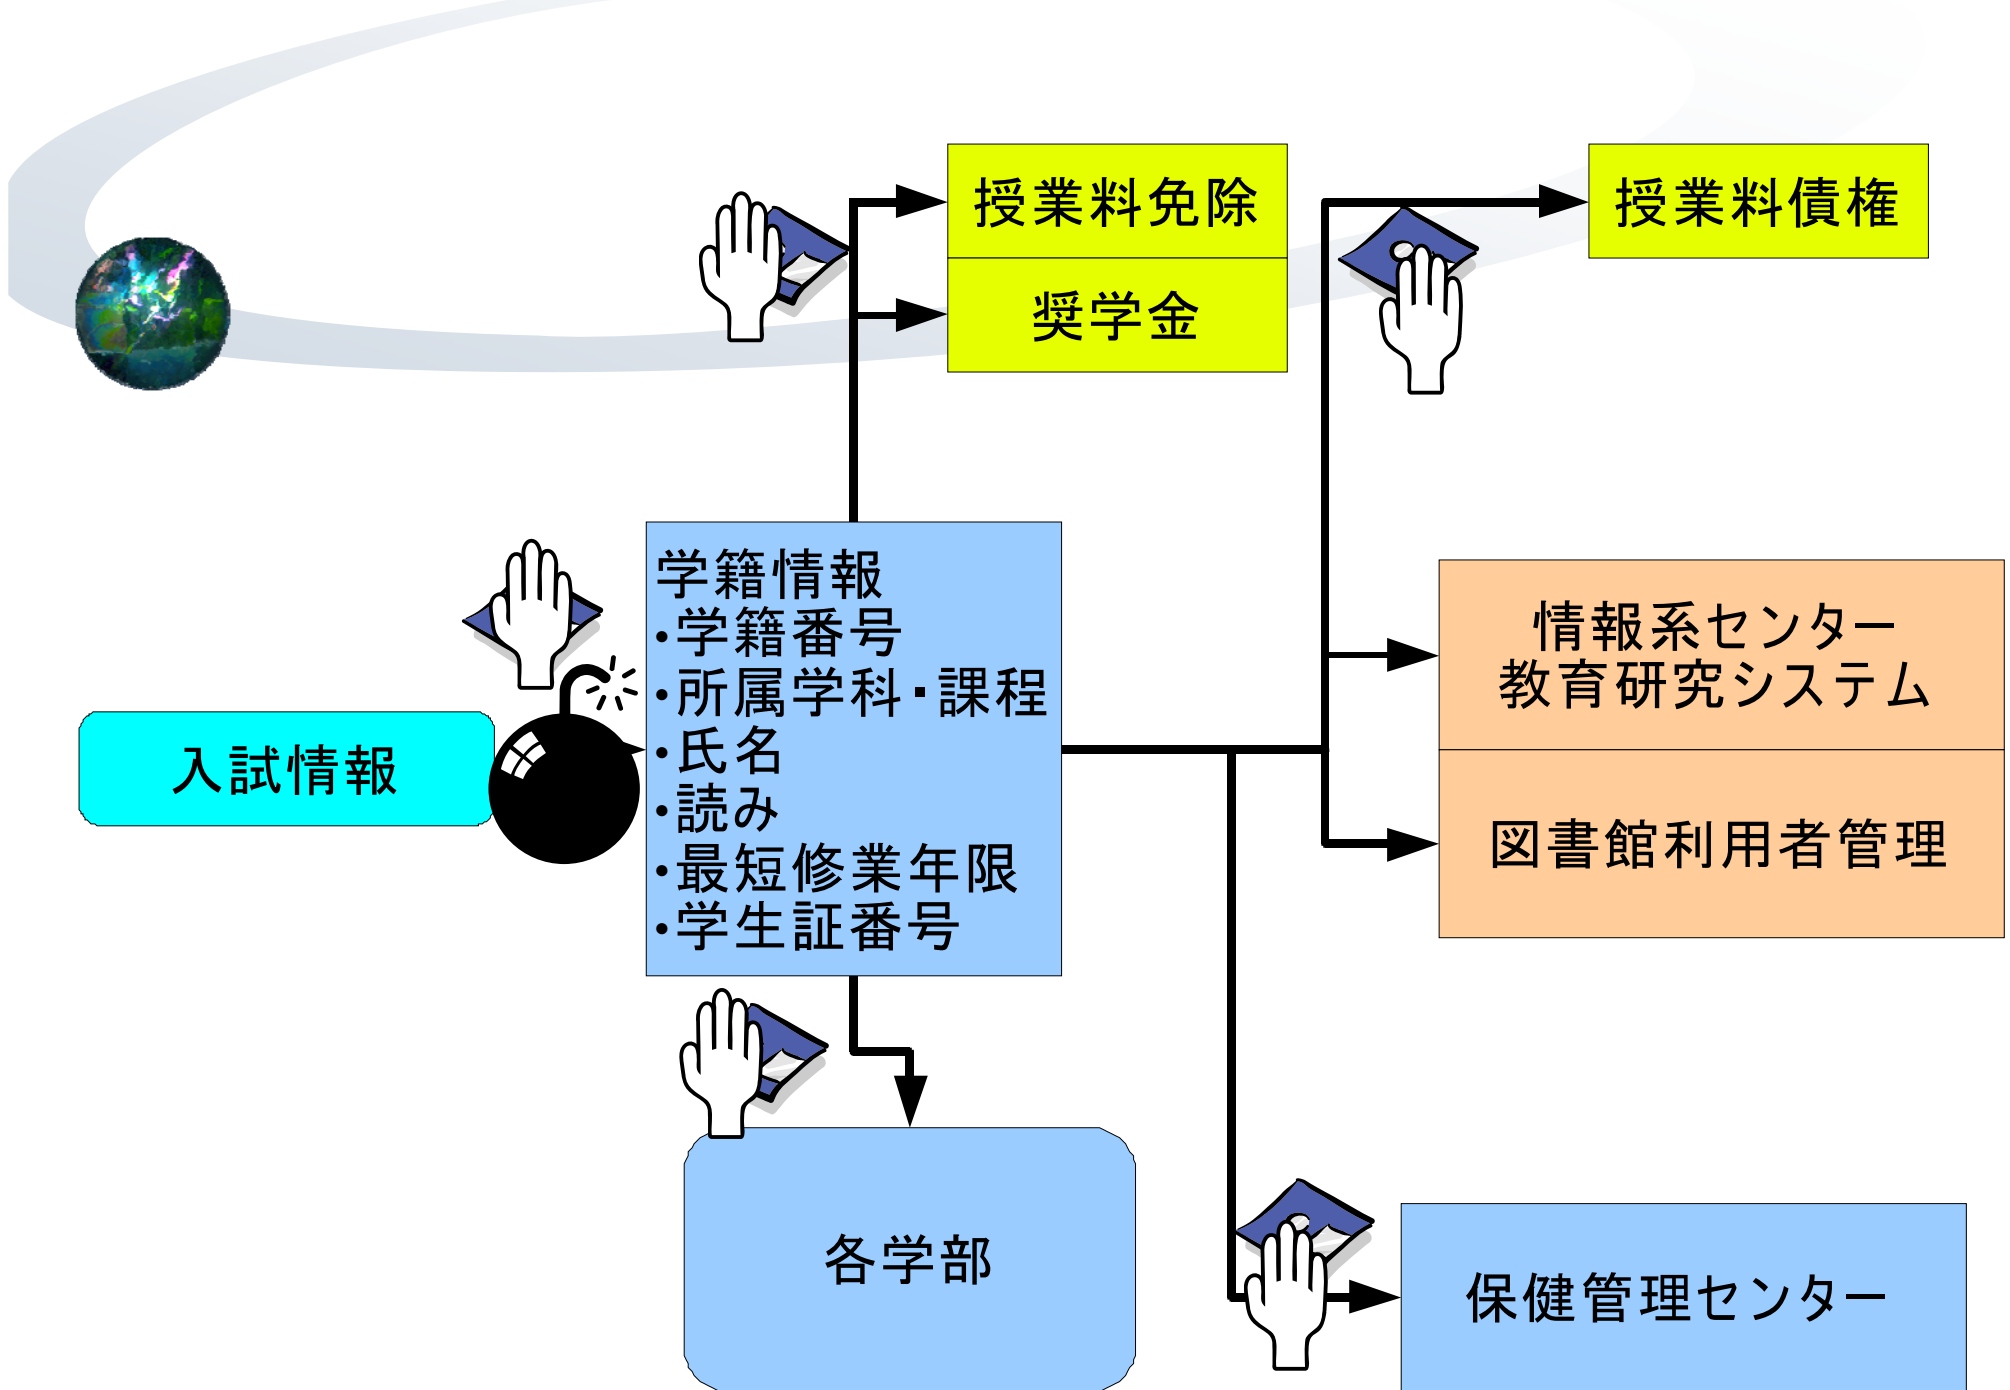 授業料免除
奨学金
授業料債権
学籍情報
・学籍番号
・所属学科・課程
・氏名
・読み
・最短修業年限
・学生証番号
入試情報
情報系センター
教育研究システム
図書館利用者管理
各学部
保健管理センター